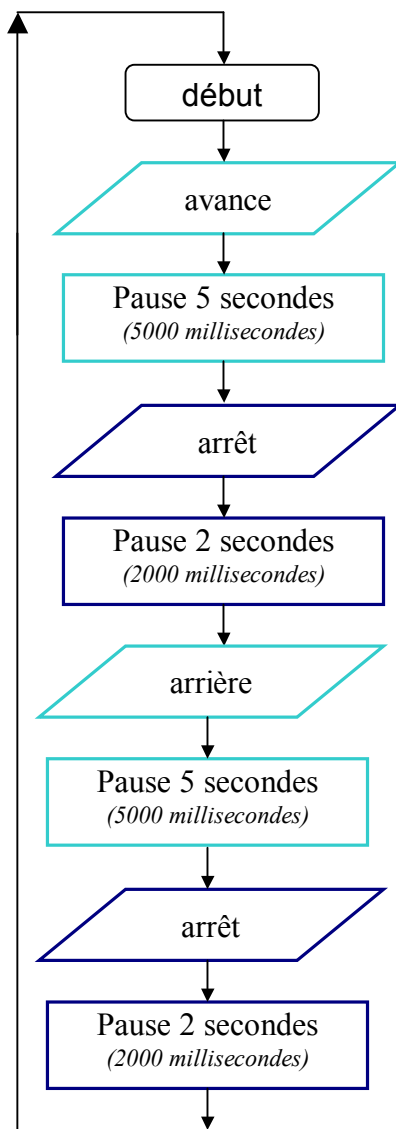 début
avance
Pause 5 secondes
(5000 millisecondes)
arrêt
Pause 2 secondes
(2000 millisecondes)
arrière
Pause 5 secondes
(5000 millisecondes)
arrêt
Pause 2 secondes
(2000 millisecondes)